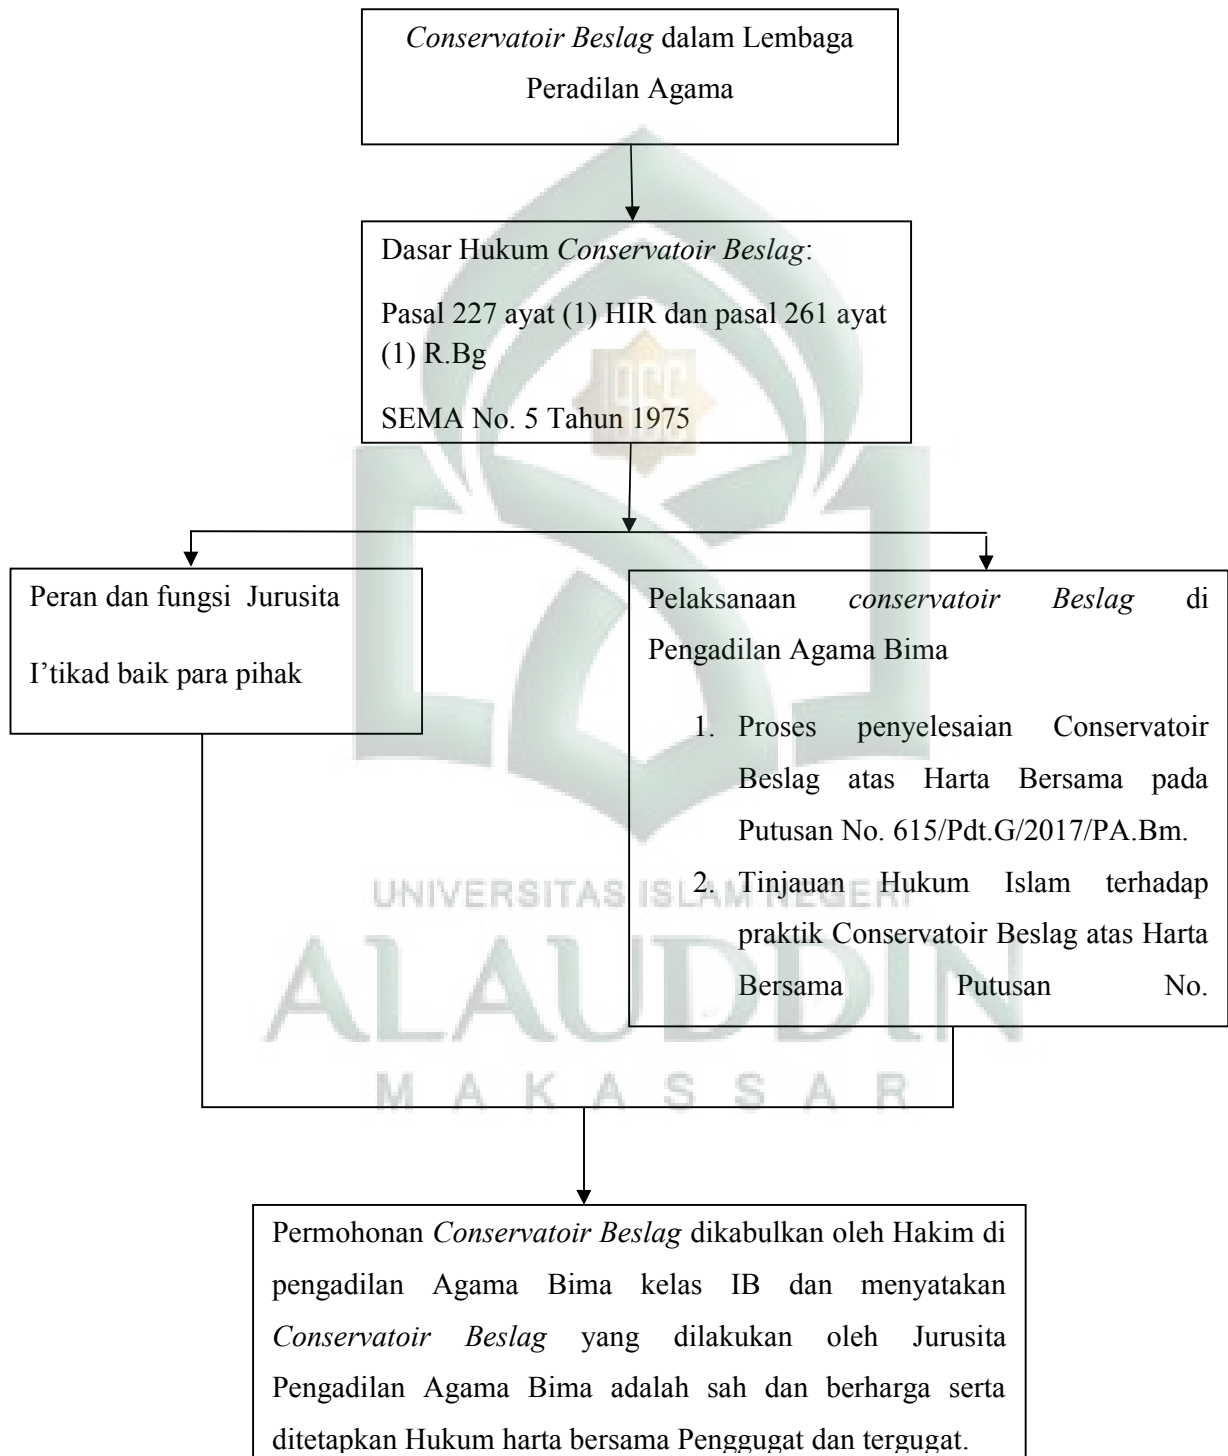 Conservatoir Beslag dalam Lembaga
Peradilan Agama
Dasar Hukum Conservatoir Beslag:
Pasal 227 ayat (1) HIR dan pasal 261 ayat
(1) R.Bg
SEMA No. 5 Tahun 1975
Peran dan fungsi Jurusita
I’tikad baik para pihak
Pelaksanaan conservatoir Beslag di
Pengadilan Agama Bima
1. Proses penyelesaian Conservatoir
Beslag atas Harta Bersama pada
Putusan No. 615/Pdt.G/2017/PA.Bm.
2. Tinjauan Hukum Islam terhadap
praktik Conservatoir Beslag atas Harta
Bersama Putusan No.
UNIVERSITAS ISLAM NEGERI
ALAUDDIN
MAKASSAR
Permohonan Conservatoir Beslag dikabulkan oleh Hakim di
pengadilan Agama Bima kelas IB dan menyatakan
Conservatoir Beslag yang dilakukan oleh Jurusita
Pengadilan Agama Bima adalah sah dan berharga serta
ditetapkan Hukum harta bersama Penggugat dan tergugat.